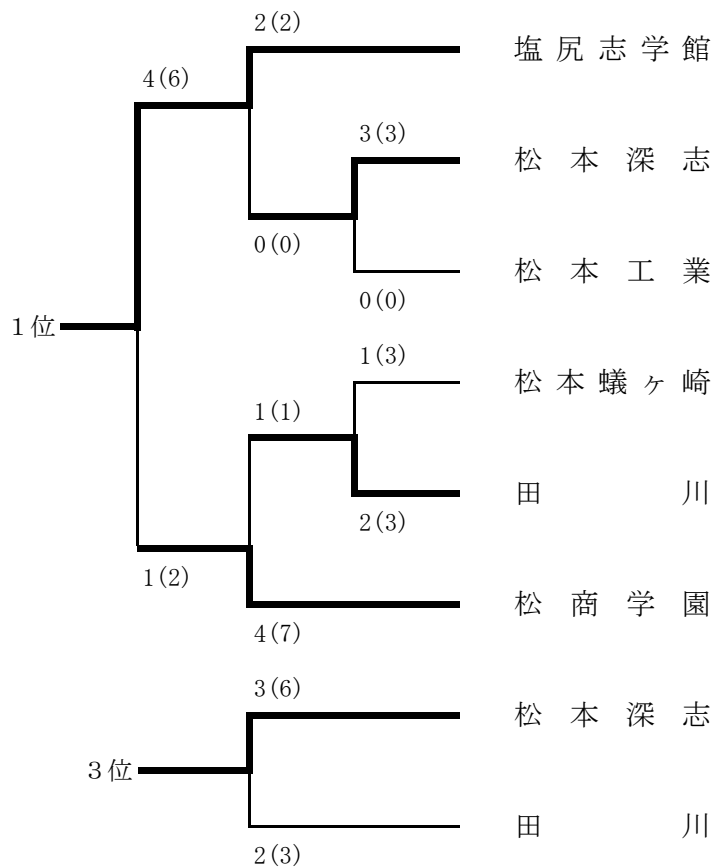 2(2)
塩尻志学館
4(6)
3(3)
松本深志
0(0)
松本工業
0(0)
1位
1(3)
松本蟻ヶ崎
1(1)
田川
2(3)
1(2)
松商学園
4(7)
3(6)
松本深志
3位
田川
2(3)